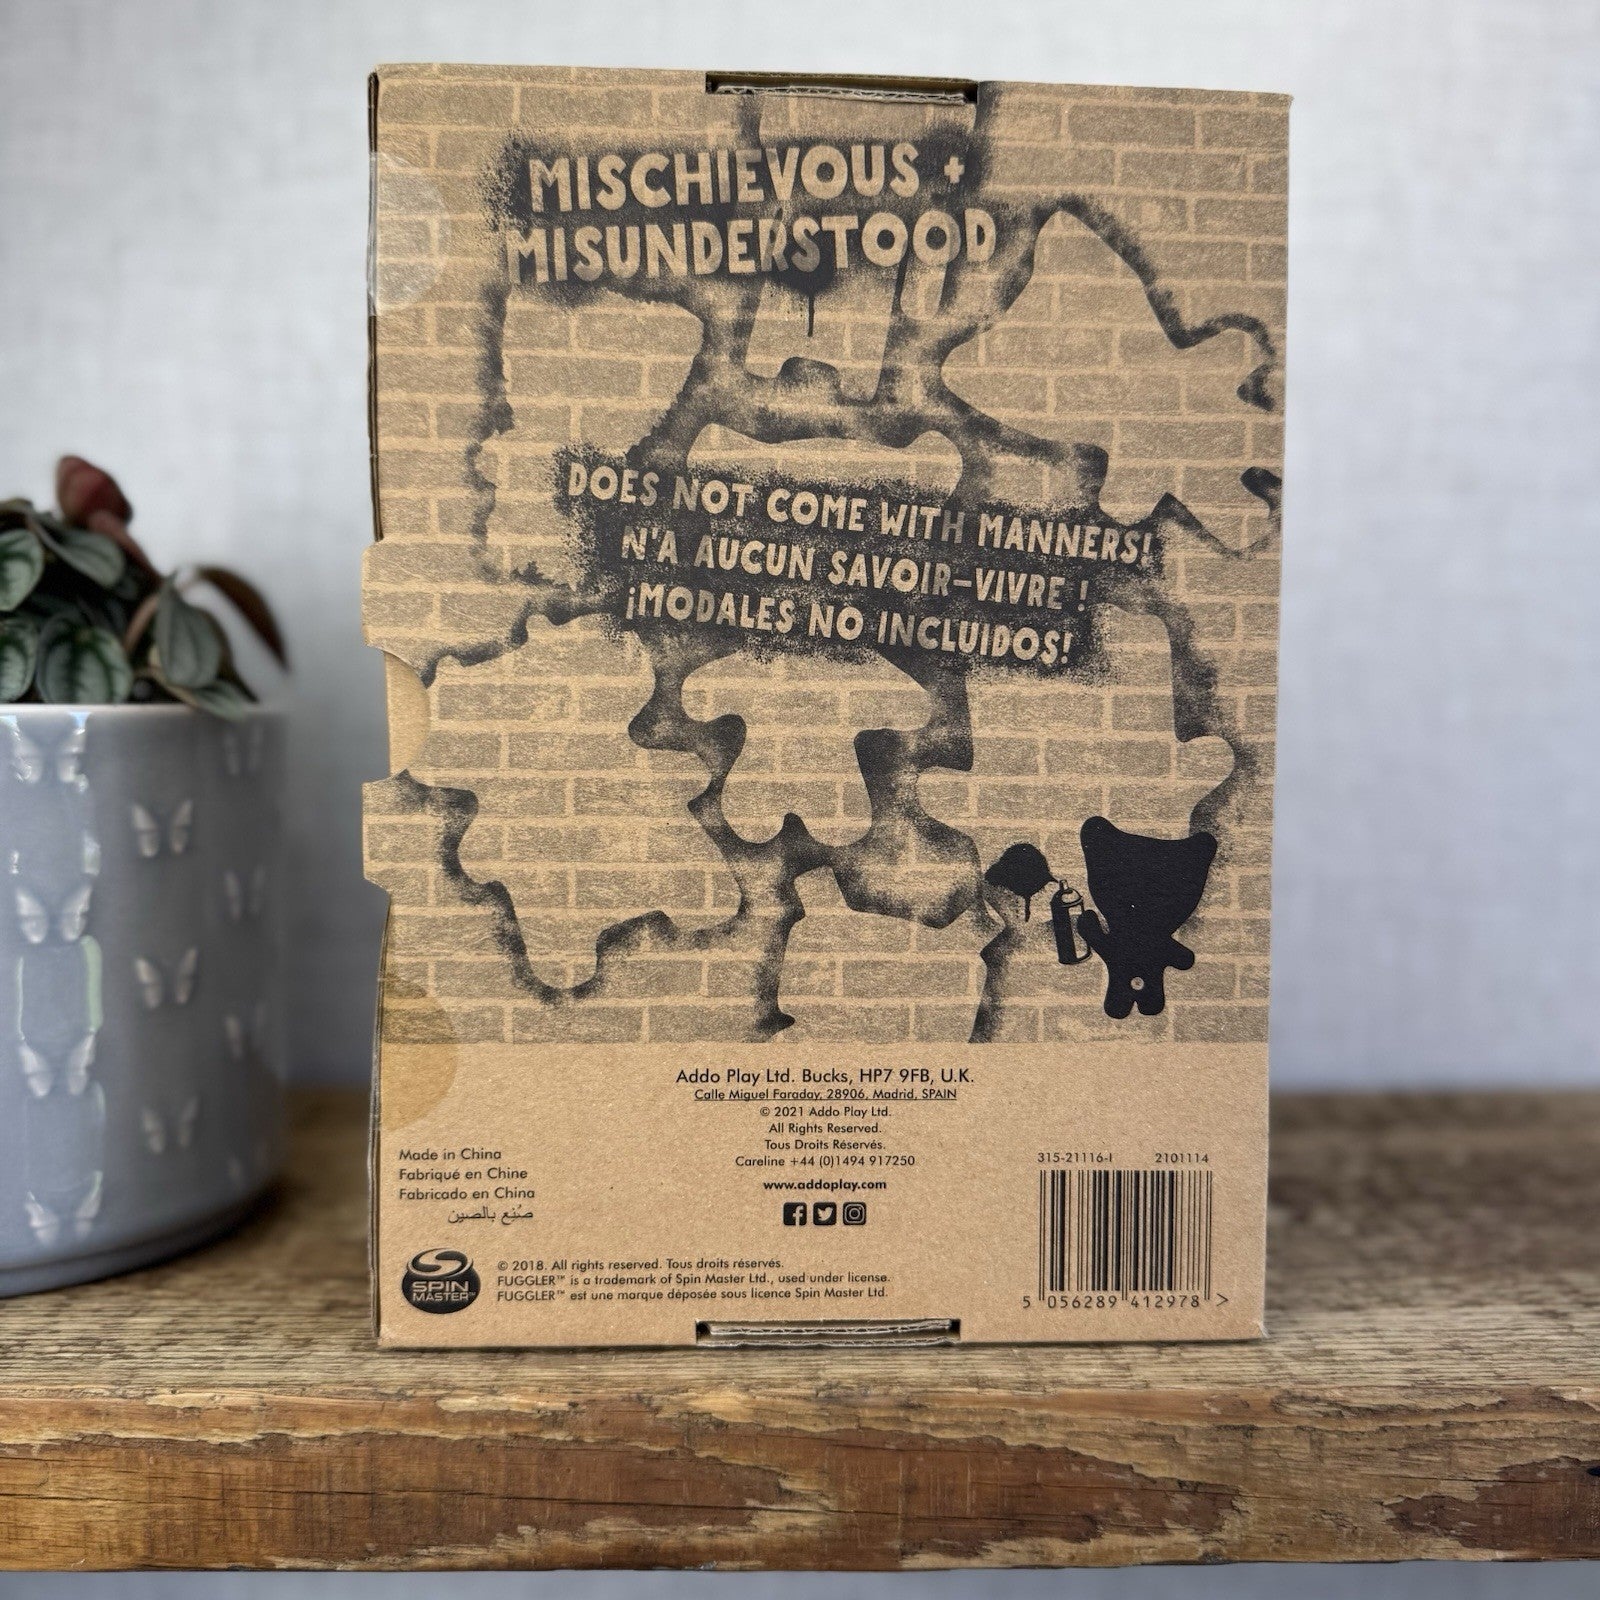 MISCHIEVOUS +
MISUNDERSTOOD
DOES NOT COME WITH MANNERS!
N'A AUCUN SAVOIR-VIVRE !
¡MODALES NO INCLUIDOS!
Addo Play Ltd. Bucks, HP7 9FB, U.K.
Calle Miguel Faraday, 28906, Madrid, SPAIN
© 2021 Addo Play Ltd.
All Rights Reserved.
Tous Droits Réservés.
Careline +44 (0)1494 917250
www.addoplay.com
Made in China
Fabriqué en Chine
Fabricado en China
صُنِع بالصين
SPIN
MASTER™
© 2018. All rights reserved. Tous droits réservés.
FUGGLER™ is a trademark of Spin Master Ltd., used under license.
FUGGLER™ est une marque déposée sous licence Spin Master Ltd.
315-21116-I 2101114
5 056289 412978 >